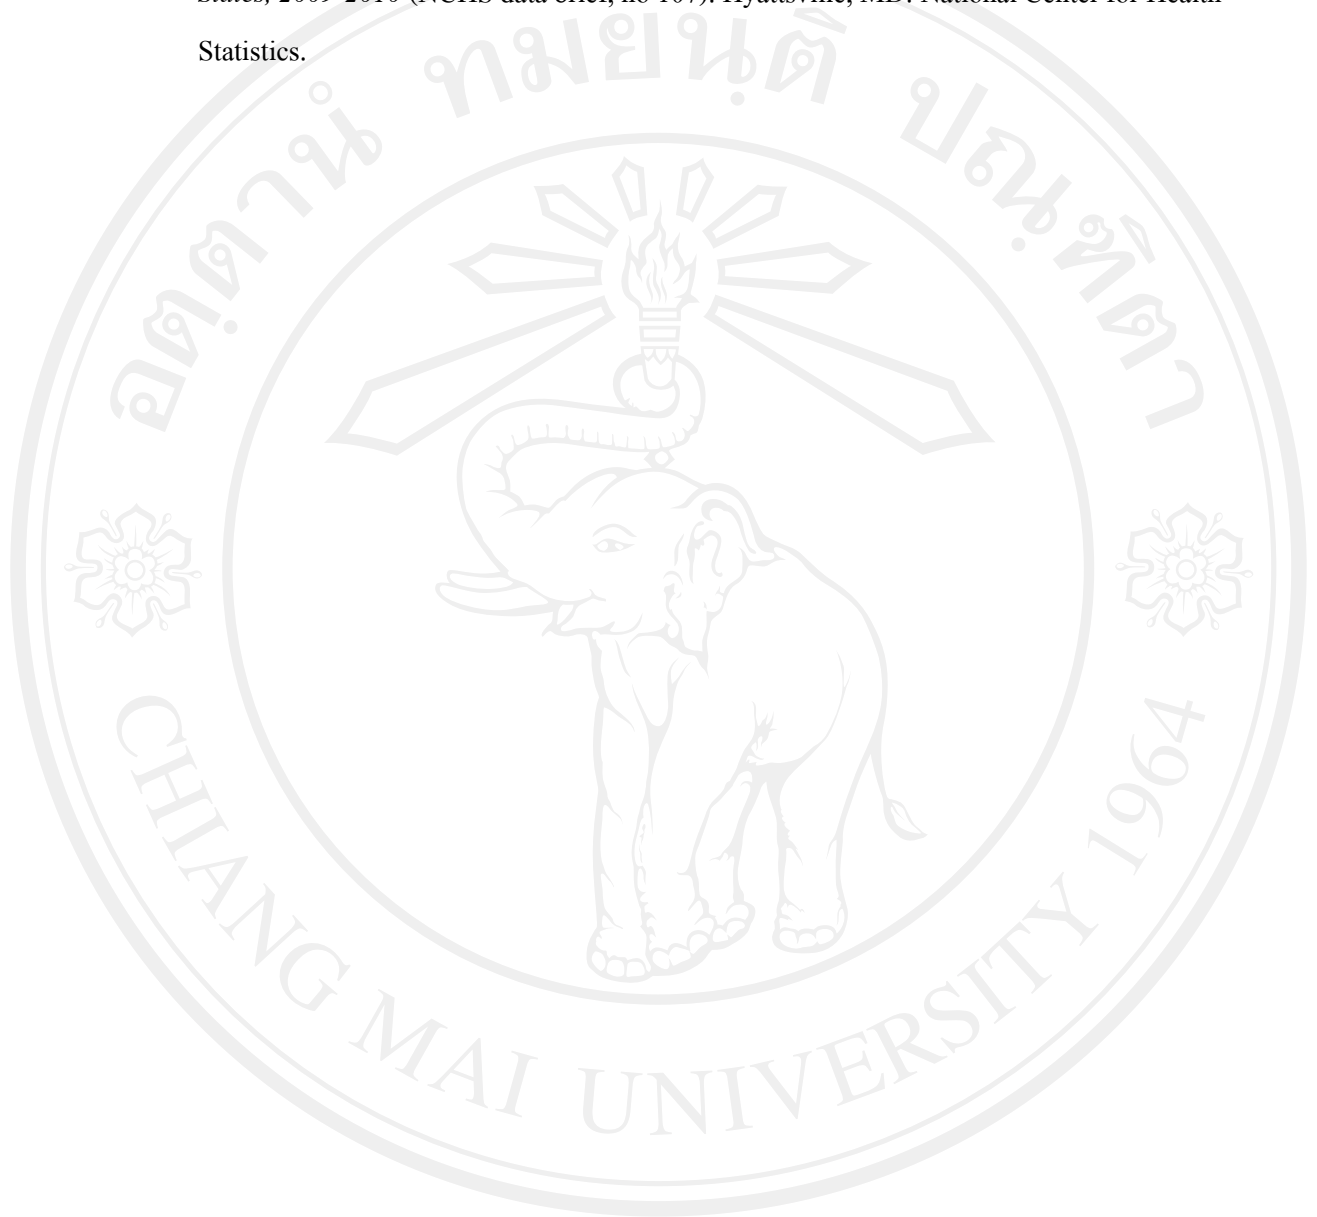 States, 2009-2010 (NCHS data brief, no 107). Hyattsville, MD: National Center for Health
Statistics.
อตฺตานํ ทมยนฺติ ปณฺฑิตา
CHIANG MAI UNIVERSITY 1964